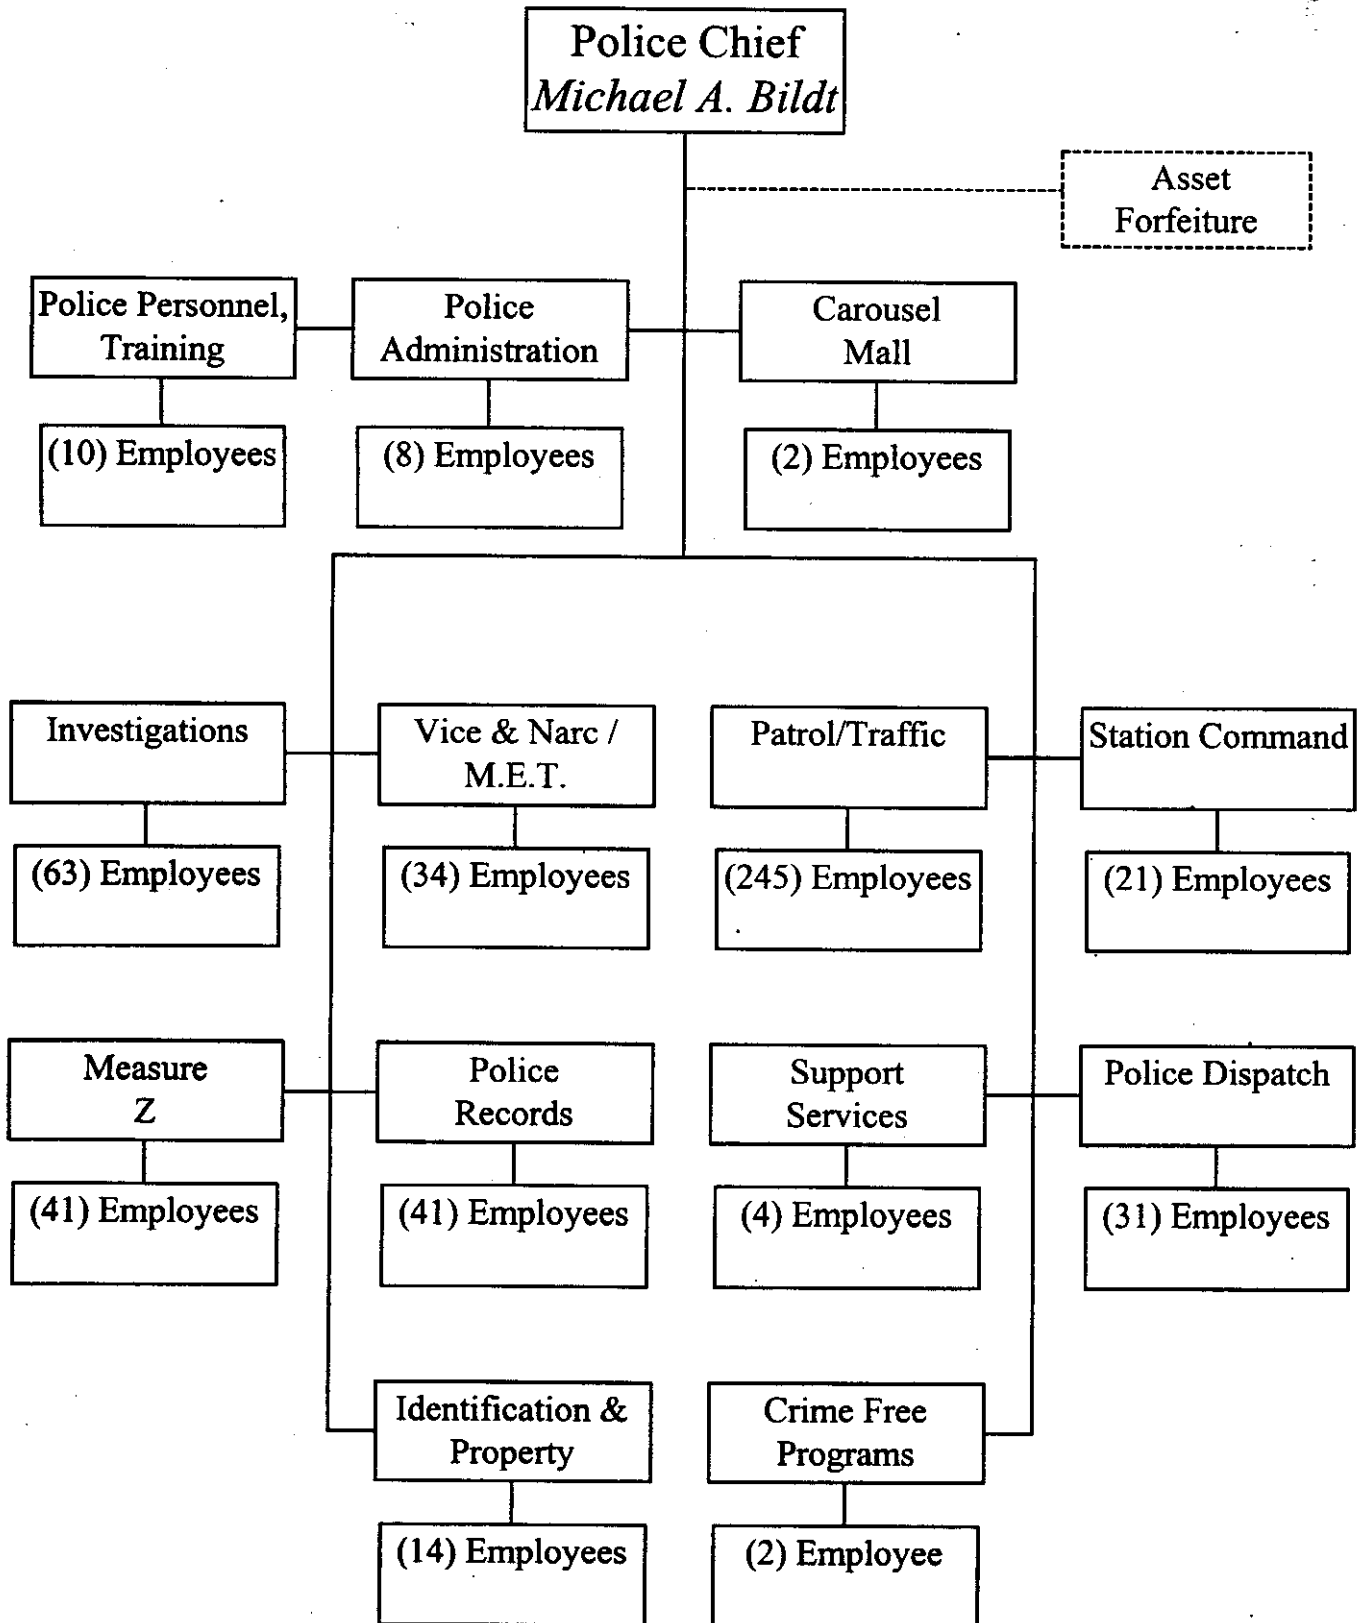 Police Chief
Michael A. Bildt
Asset
Forfeiture
Police Personnel,
Training
Police
Administration
Carousel
Mall
(10) Employees
(8) Employees
(2) Employees
Investigations
Vice & Narc /
M.E.T.
Patrol/Traffic
Station Command
(63) Employees
(34) Employees
(245) Employees
(21) Employees
Measure
Z
Police
Records
Support
Services
Police Dispatch
(41) Employees
(41) Employees
(4) Employees
(31) Employees
Identification &
Property
Crime Free
Programs
(14) Employees
(2) Employee